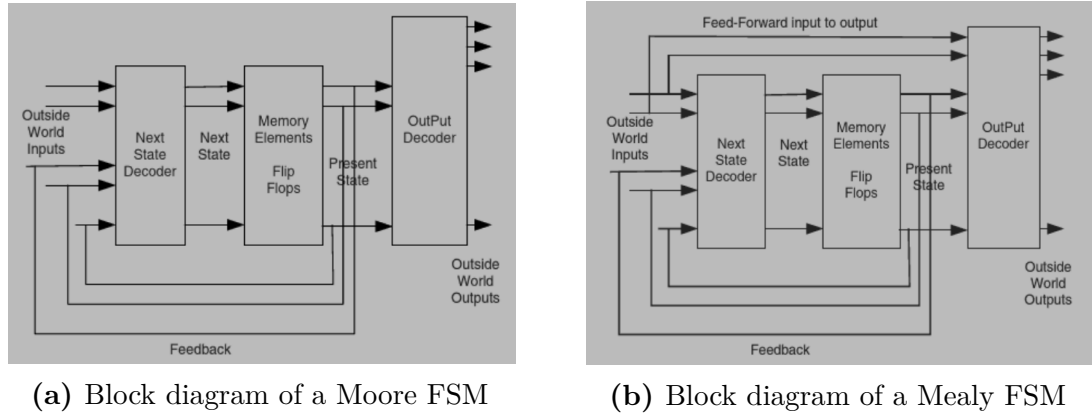 Outside
World
Inputs
Next
State
Decoder
Next
State
Memory
Elements
Flip
Flops
Present
State
OutPut
Decoder
Outside
World
Outputs
Feedback
(a) Block diagram of a Moore FSM
Feed-Forward input to output
Outside
World
Inputs
Next
State
Decoder
Next
State
Memory
Elements
Flip
Flops
Present
State
OutPut
Decoder
Outside
World
Outputs
Feedback
(b) Block diagram of a Mealy FSM